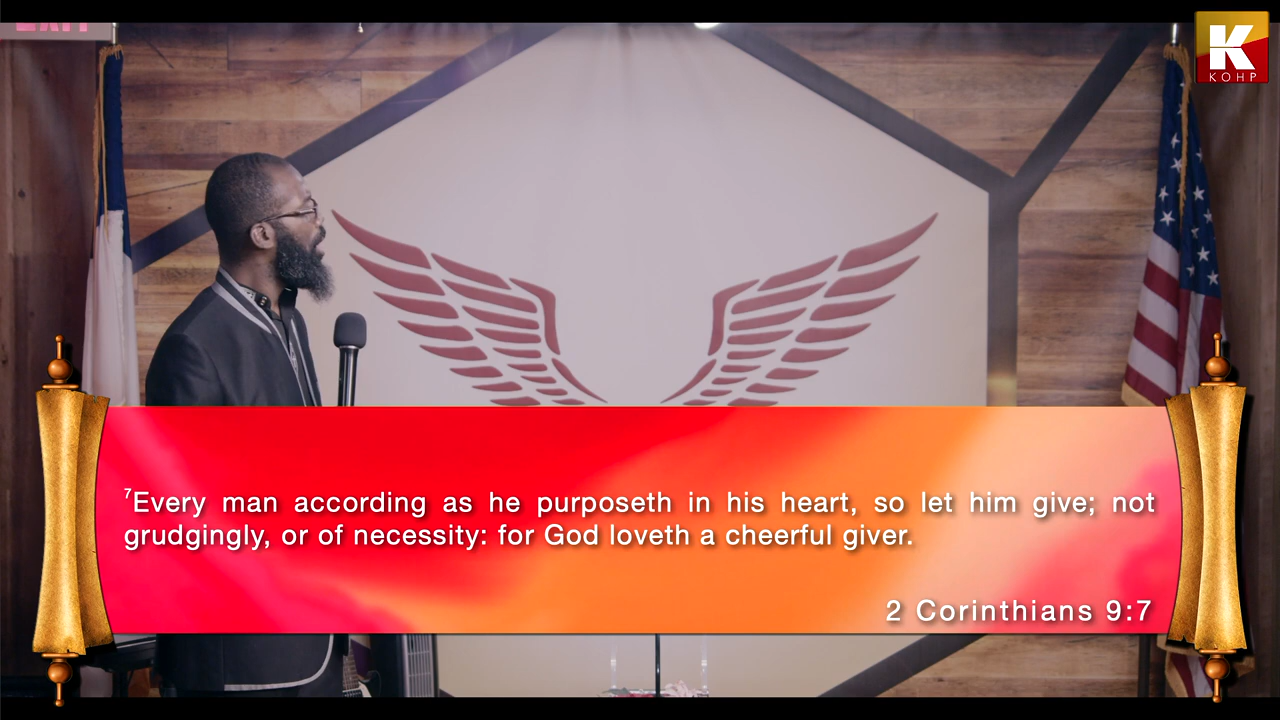 EXIT
K
KOHP
⁷Every man according as he purposeth in his heart, so let him give; not
grudgingly, or of necessity: for God loveth a cheerful giver.
2 Corinthians 9:7